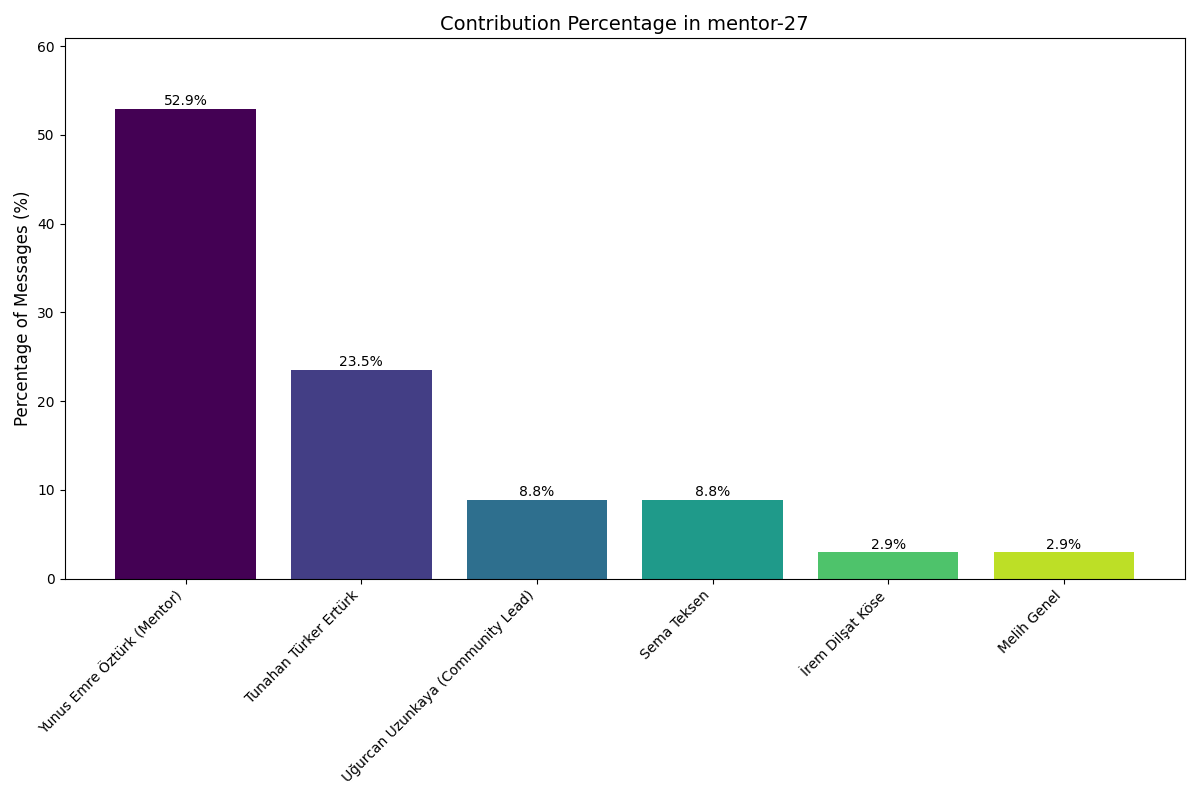 Contribution Percentage in mentor-27
Percentage of Messages (%)
60
50
40
30
20
10
0
52.9%
23.5%
8.8%
8.8%
2.9%
2.9%
Yunus Emre Öztürk (Mentor)
Tunahan Türker Ertürk
Uğurcan Uzunkaya (Community Lead)
Sema Teksen
İrem Dilşat Köse
Melih Genel